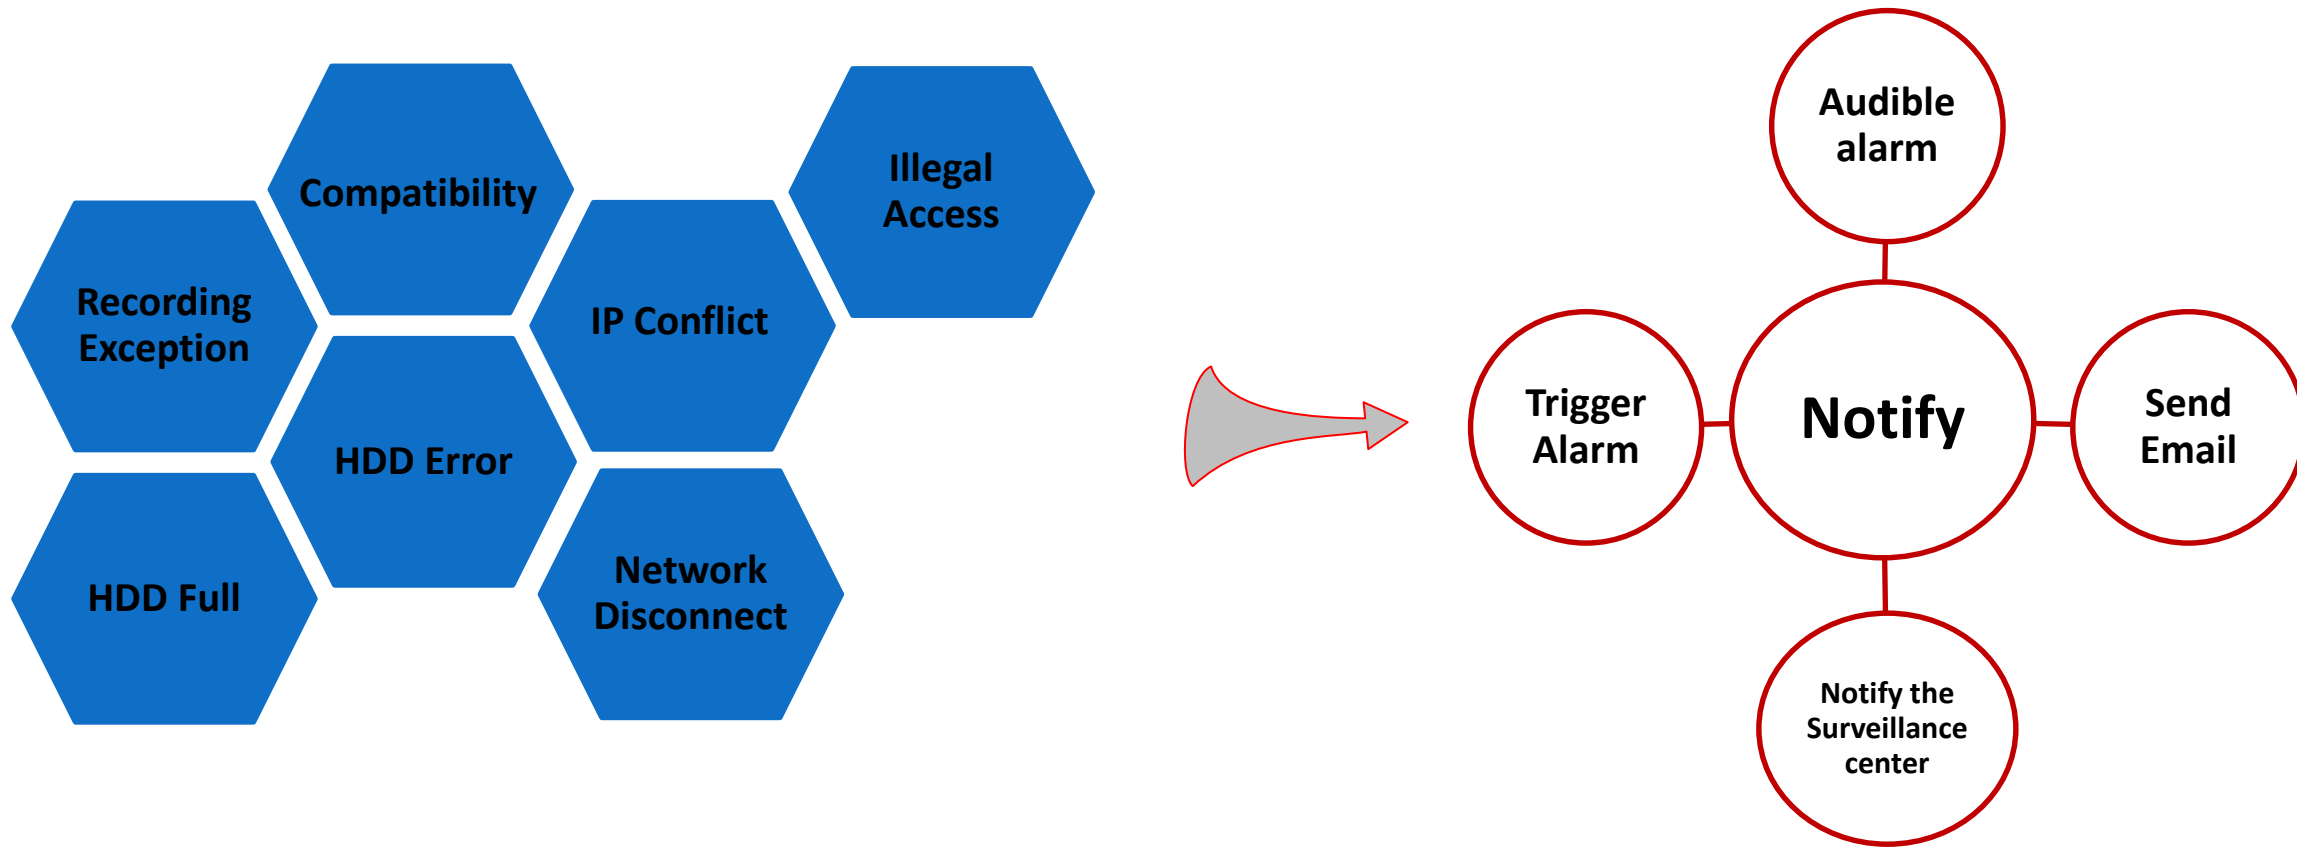 Compatibility
Illegal
Access
Recording
Exception
IP Conflict
HDD Error
HDD Full
Network
Disconnect
Audible
alarm
Trigger
Alarm
Notify
Send
Email
Notify the
Surveillance
center